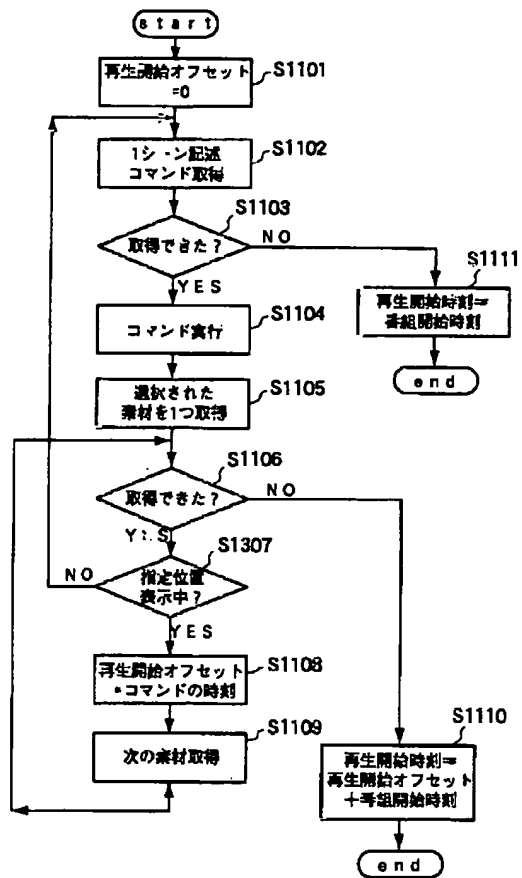 start
再生開始オフセット
=0
S1101
1シーン記述
コマンド取得
S1102
取得できた?
S1103
NO
YES
再生開始時刻=
番組開始時刻
S1111
end
コマンド実行
S1104
選択された
素材を1つ取得
S1105
取得できた?
S1106
NO
YES
指定位置
表示中?
S1307
NO
YES
再生開始オフセット
=コマンドの時刻
S1108
次の素材取得
S1109
再生開始時刻=
再生開始オフセット
+番組開始時刻
S1110
end